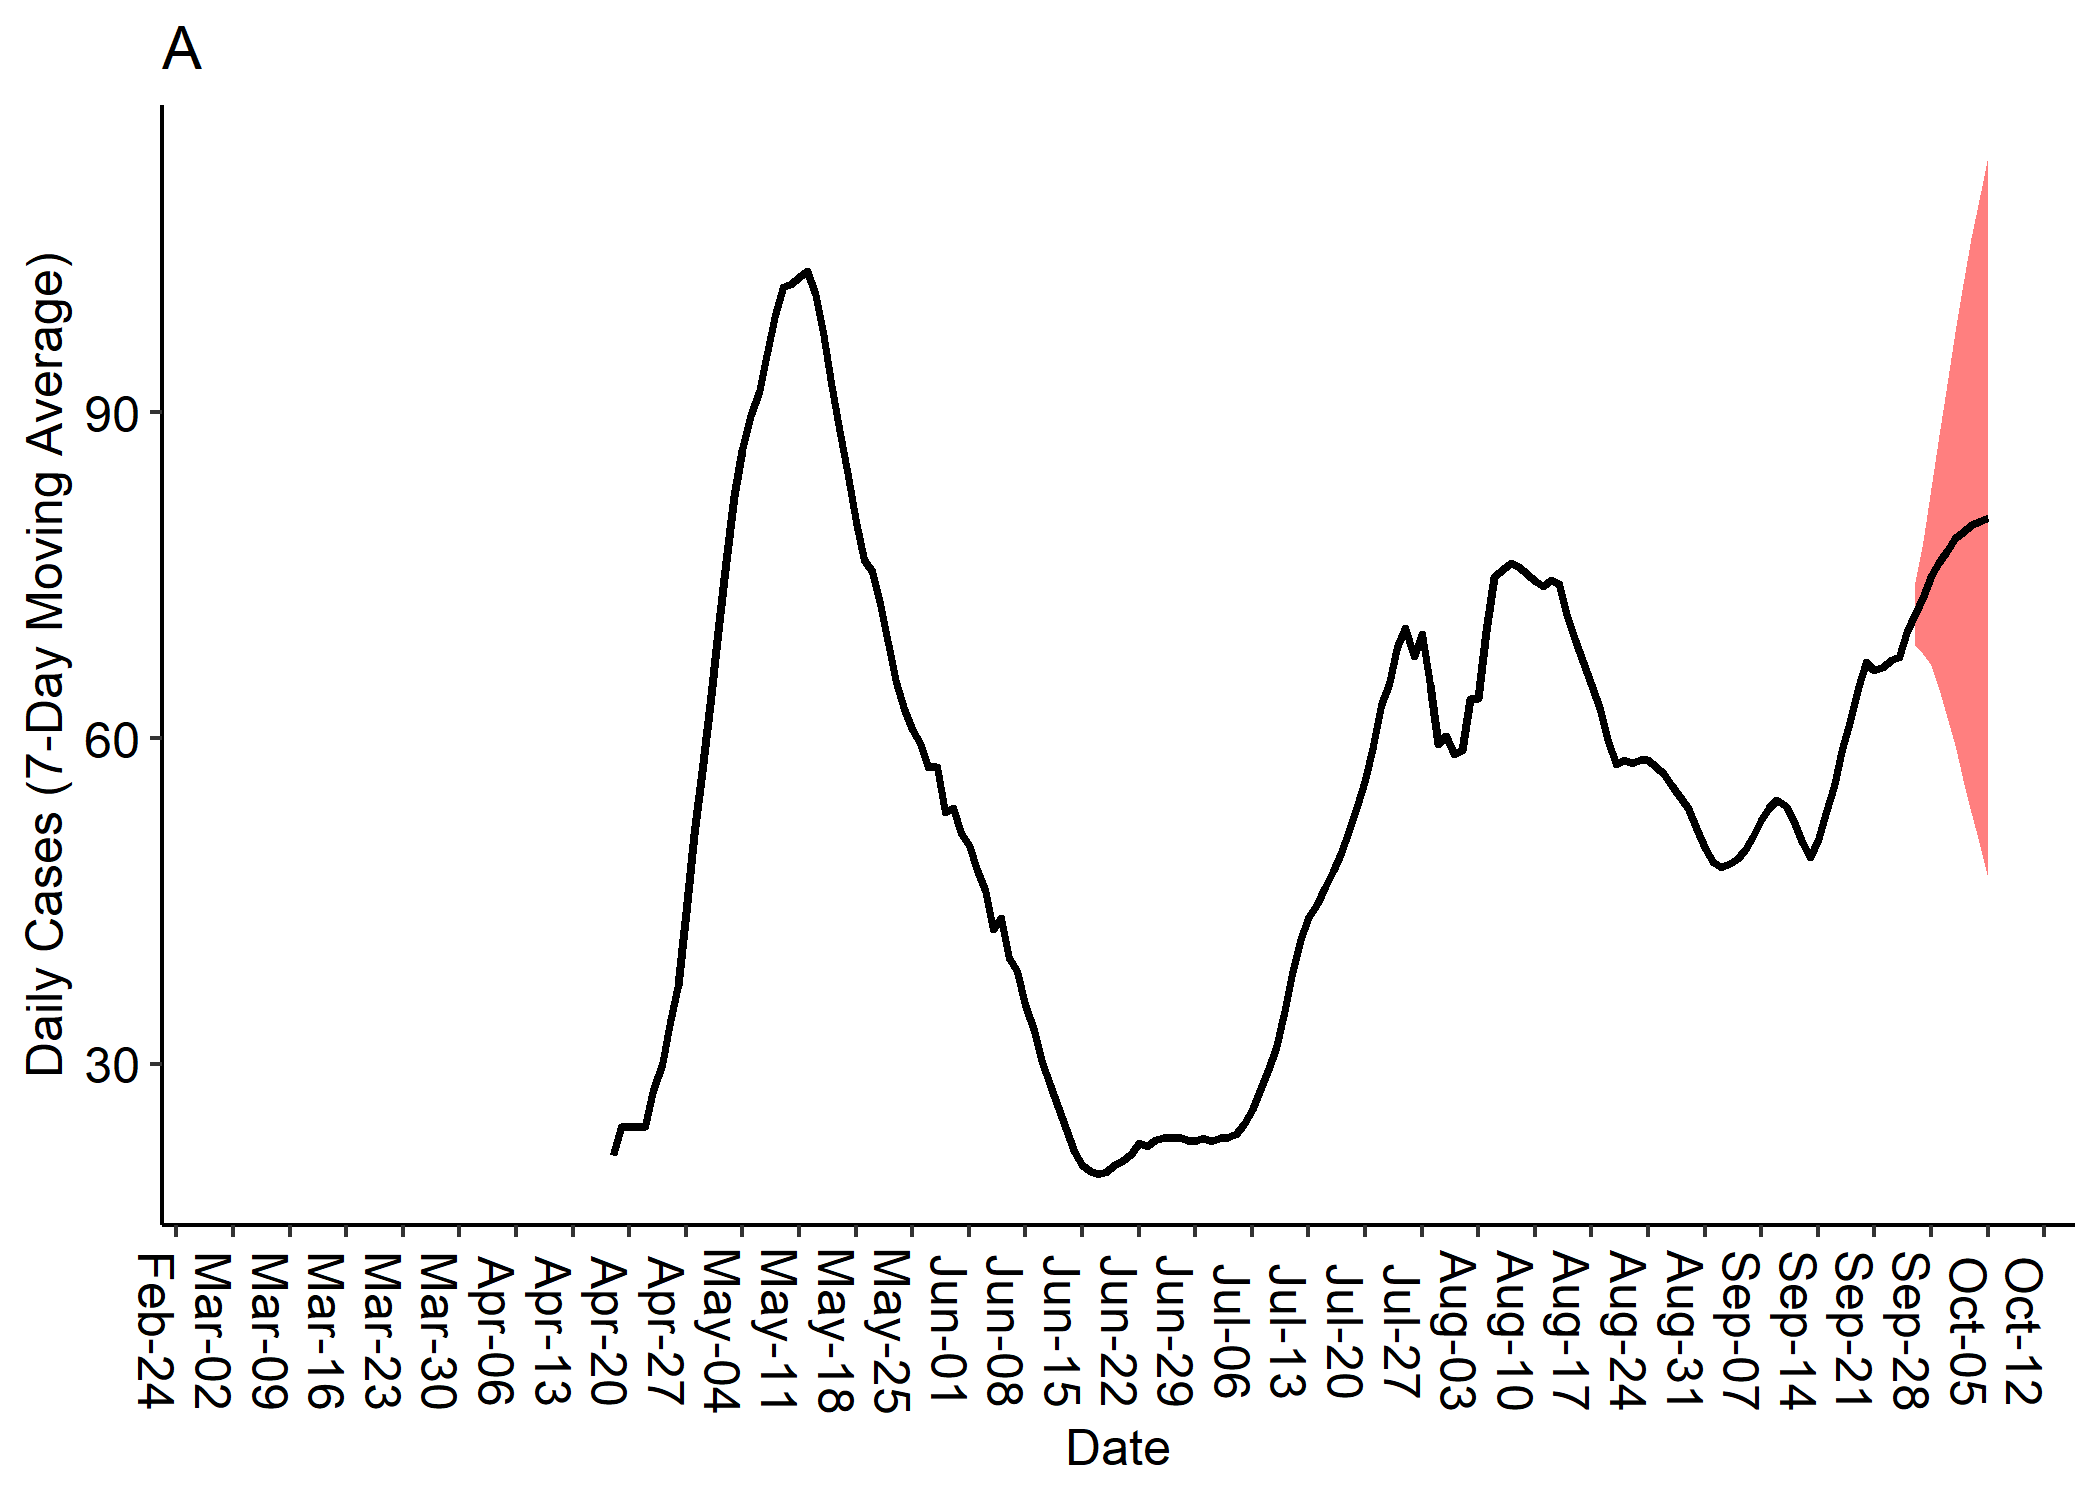 A
Daily Cases (7-Day Moving Average)
90
60
30
Feb-24
Mar-02
Mar-09
Mar-16
Mar-23
Mar-30
Apr-06
Apr-13
Apr-20
Apr-27
May-04
May-11
May-18
May-25
Jun-01
Jun-08
Jun-15
Jun-22
Jun-29
Jul-06
Jul-13
Jul-20
Jul-27
Aug-03
Aug-10
Aug-17
Aug-24
Aug-31
Sep-07
Sep-14
Sep-21
Sep-28
Oct-05
Oct-12
Date